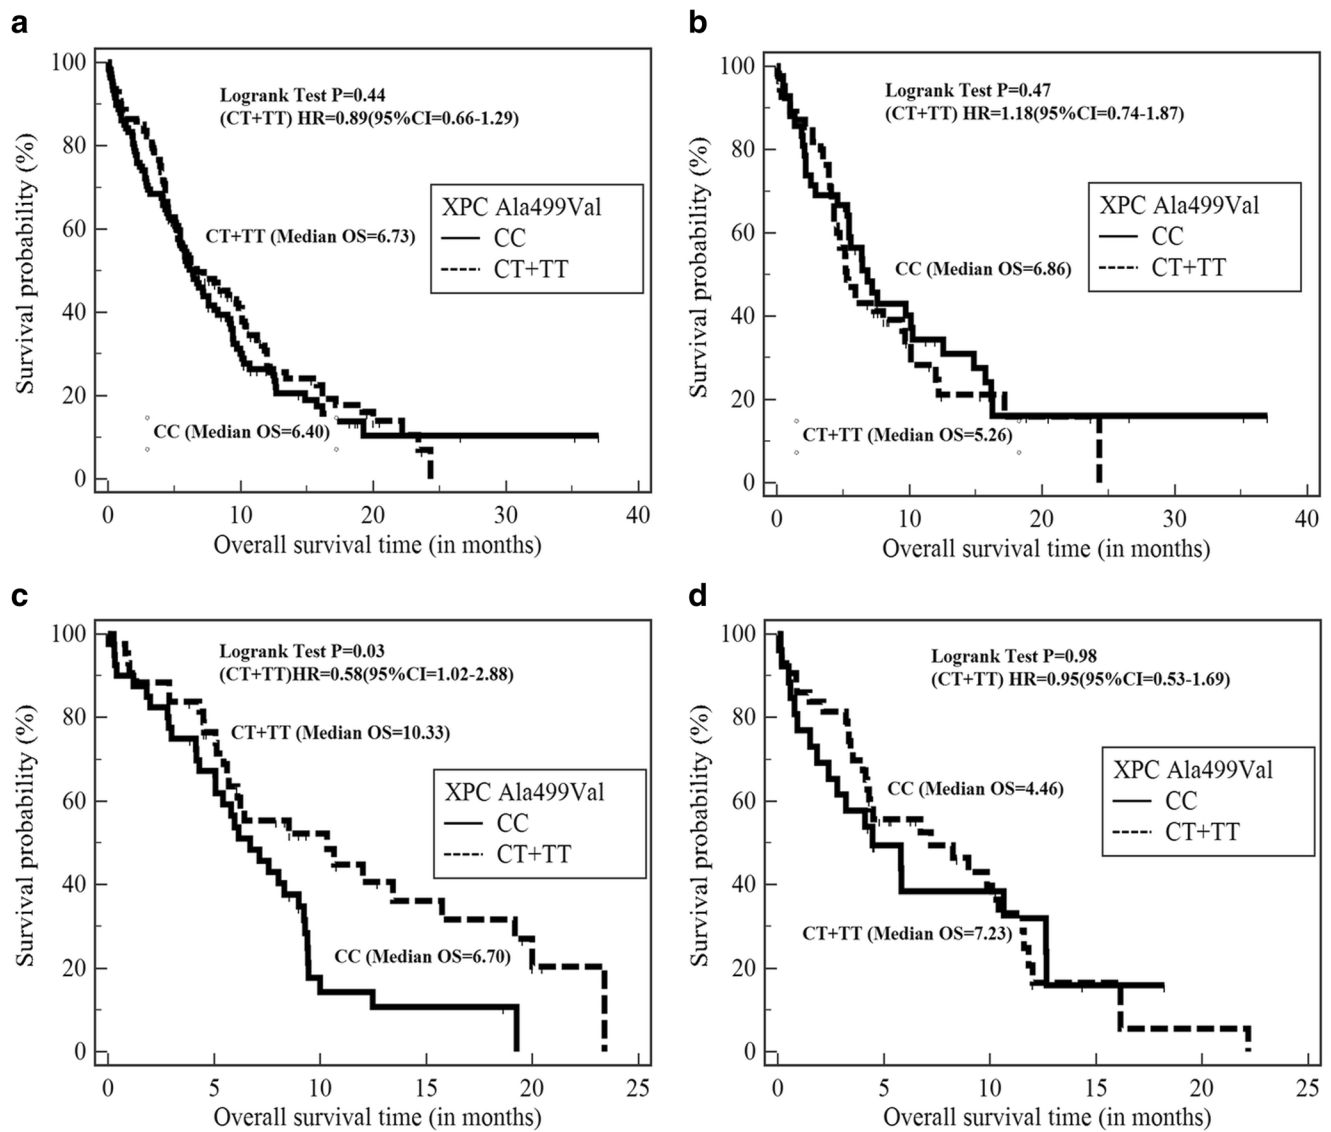 a
Logrank Test P=0.44
(CT+TT) HR=0.89(95%CI=0.66-1.29)
XPC Ala499Val
CC
CT+TT
CT+TT (Median OS=6.73)
CC (Median OS=6.40)
Survival probability (%)
100
80
60
40
20
0
0 10 20 30 40
Overall survival time (in months)
b
Logrank Test P=0.47
(CT+TT) HR=1.18(95%CI=0.74-1.87)
XPC Ala499Val
CC
CT+TT
CC (Median OS=6.86)
CT+TT (Median OS=5.26)
Survival probability (%)
100
80
60
40
20
0
0 10 20 30 40
Overall survival time (in months)
c
Logrank Test P=0.03
(CT+TT)HR=0.58(95%CI=1.02-2.88)
CT+TT (Median OS=10.33)
XPC Ala499Val
CC
CT+TT
CC (Median OS=6.70)
Survival probability (%)
100
80
60
40
20
0
0 5 10 15 20 25
Overall survival time (in months)
d
Logrank Test P=0.98
(CT+TT) HR=0.95(95%CI=0.53-1.69)
XPC Ala499Val
CC
CT+TT
CC (Median OS=4.46)
CT+TT (Median OS=7.23)
Survival probability (%)
100
80
60
40
20
0
0 5 10 15 20 25
Overall survival time (in months)